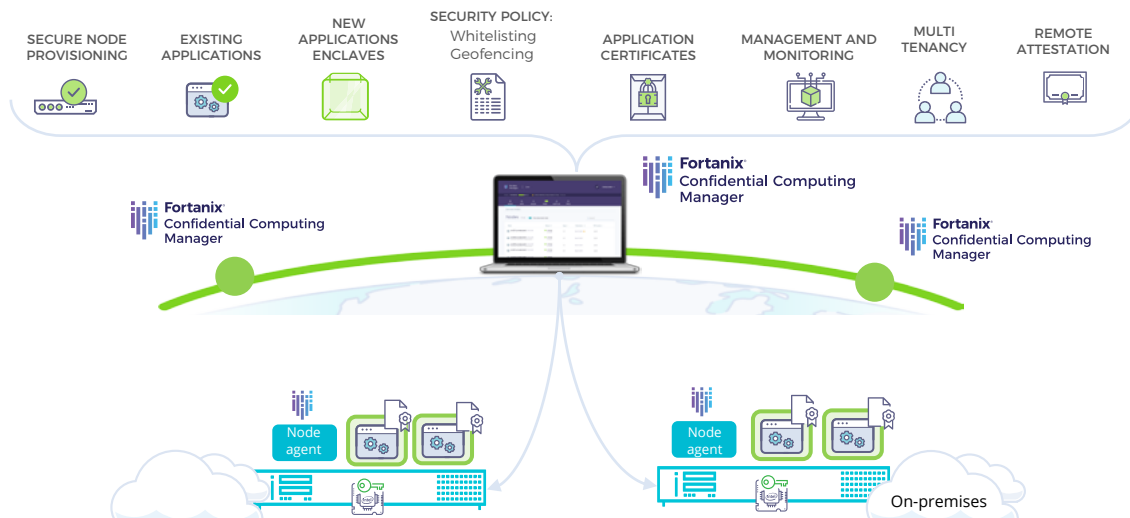 SECURE NODE
PROVISIONING
EXISTING
APPLICATIONS
NEW
APPLICATIONS
ENCLAVES
SECURITY POLICY:
Whitelisting
Geofencing
APPLICATION
CERTIFICATES
MANAGEMENT AND
MONITORING
MULTI
TENANCY
REMOTE
ATTESTATION
Fortanix
Confidential Computing
Manager
Fortanix
Confidential Computing
Manager
Fortanix
Confidential Computing
Manager
Node
agent
Node
agent
On-premises